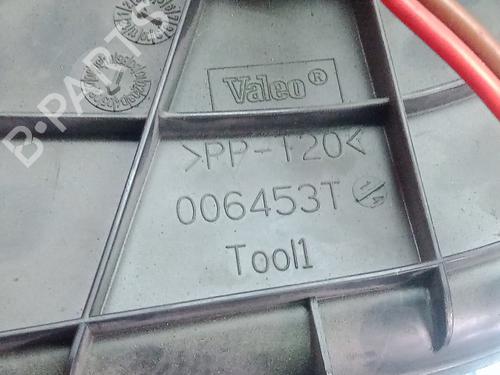 Valeo®
>PP-T20<
006453T
Tool1
B-PARTS